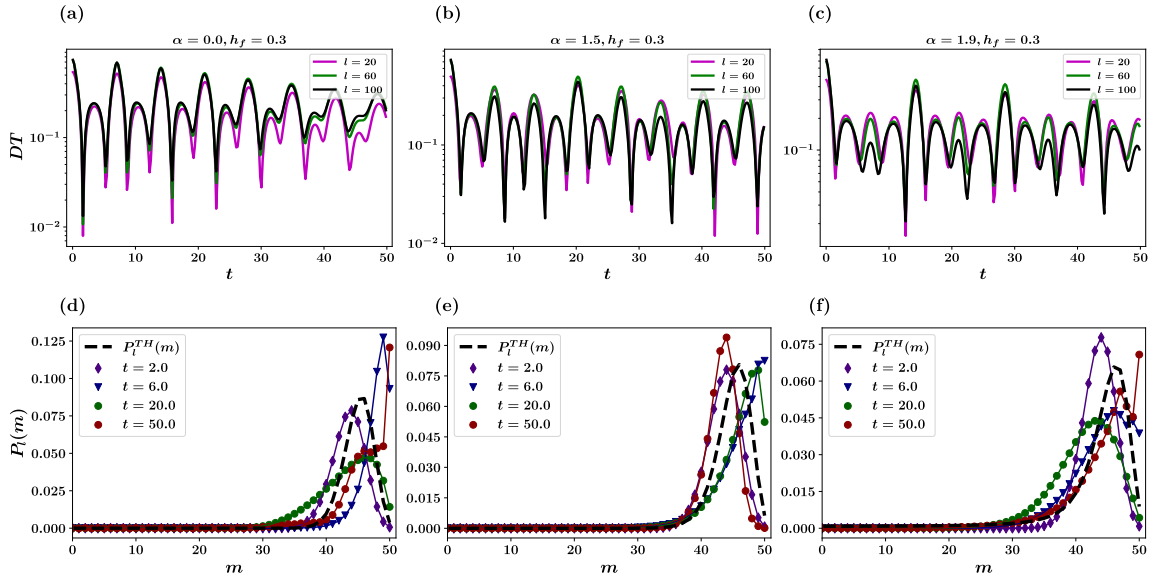 (a)
α = 0.0, h_f = 0.3
l = 20
l = 60
l = 100
DT
10^{-1}
10^{-2}
0 10 20 30 40 50
t
(b)
α = 1.5, h_f = 0.3
l = 20
l = 60
l = 100
10^{-1}
10^{-2}
0 10 20 30 40 50
t
(c)
α = 1.9, h_f = 0.3
l = 20
l = 60
l = 100
10^{-1}
0 10 20 30 40 50
t
(d)
P_l^{TH}(m)
t = 2.0
t = 6.0
t = 20.0
t = 50.0
P_l(m)
0.125
0.100
0.075
0.050
0.025
0.000
0 10 20 30 40 50
m
(e)
P_l^{TH}(m)
t = 2.0
t = 6.0
t = 20.0
t = 50.0
0.090
0.075
0.060
0.045
0.030
0.015
0.000
0 10 20 30 40 50
m
(f)
P_l^{TH}(m)
t = 2.0
t = 6.0
t = 20.0
t = 50.0
0.075
0.060
0.045
0.030
0.015
0.000
0 10 20 30 40 50
m